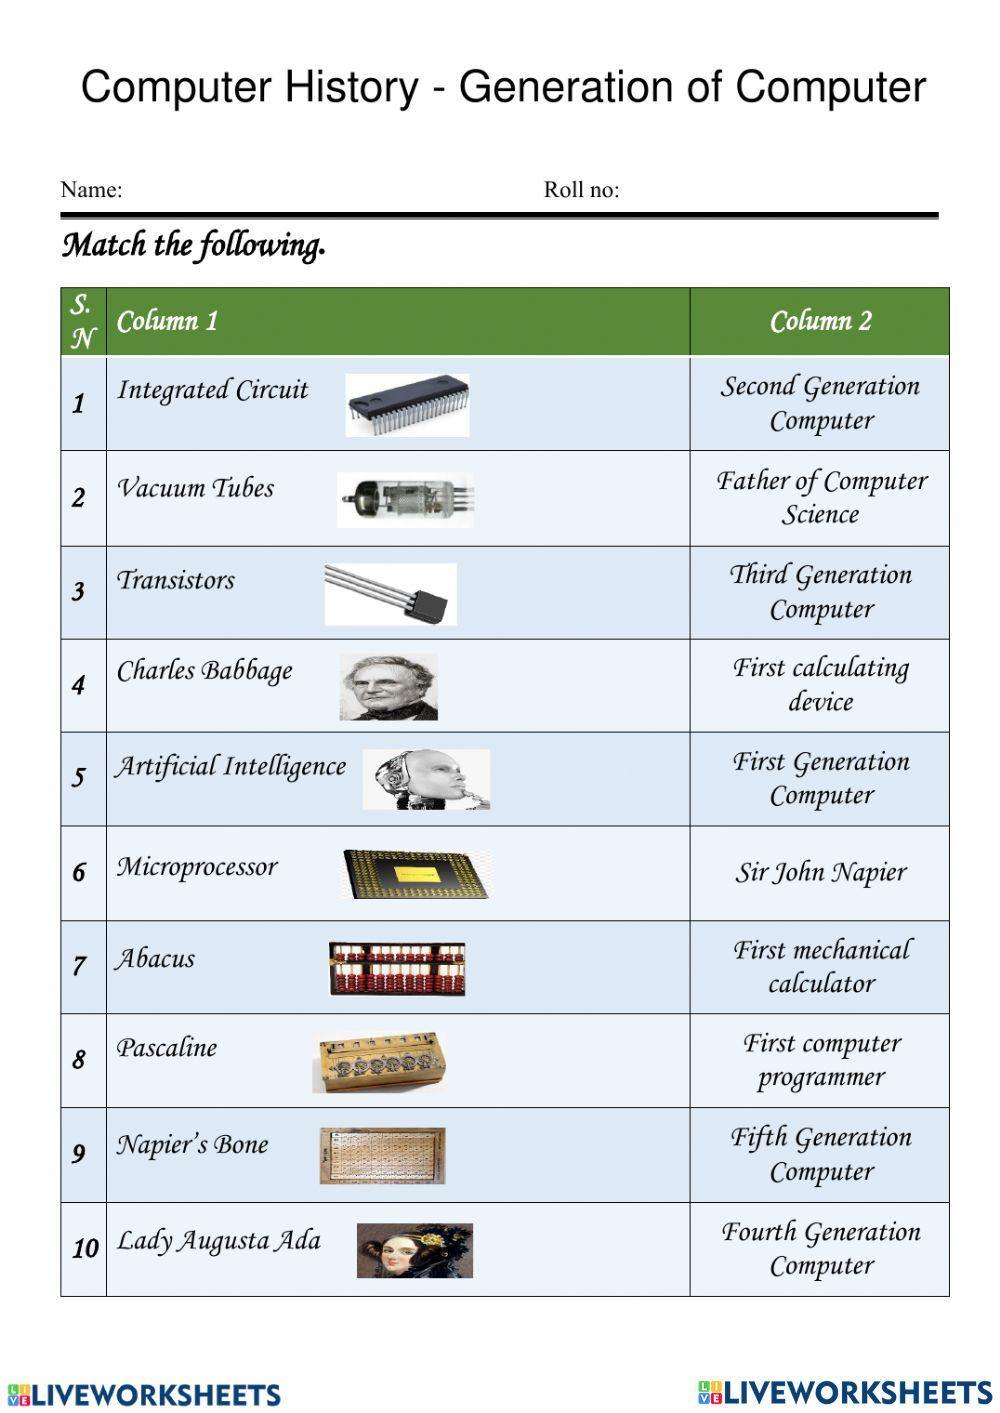 Computer History - Generation of Computer
Name: Roll no:
Match the following.
S.
N Column 1 Column 2
1 Integrated Circuit Second Generation
Computer
2 Vacuum Tubes Father of Computer
Science
3 Transistors Third Generation
Computer
4 Charles Babbage First calculating
device
5 Artificial Intelligence First Generation
Computer
6 Microprocessor Sir John Napier
7 Abacus First mechanical
calculator
8 Pascaline First computer
programmer
9 Napier's Bone Fifth Generation
Computer
10 Lady Augusta Ada Fourth Generation
Computer
LIVE LIVEWORKSHEETS LIVE LIVEWORKSHEETS